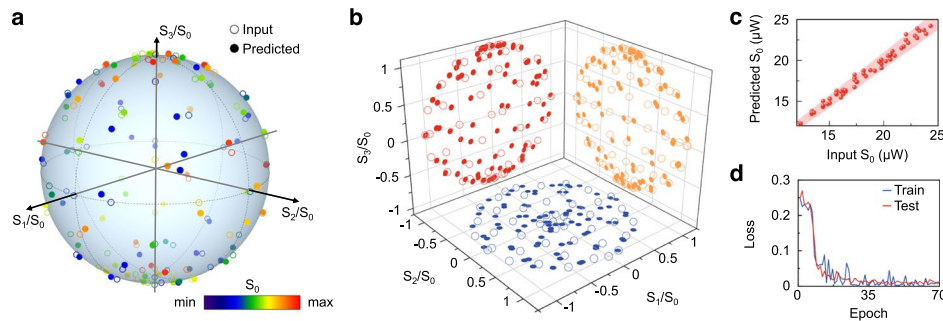 a
S3/S0
Input
Predicted
S1/S0
S2/S0
S0
min
max
b
1
0.5
0
-0.5
-1
S3/S0
-1
-0.5
0
0.5
1
S2/S0
-1
-0.5
0
0.5
1
S1/S0
c
25
20
15
Predicted S0 (μW)
15
20
25
Input S0 (μW)
d
0.3
0.2
0.1
0
Loss
Train
Test
0
35
70
Epoch